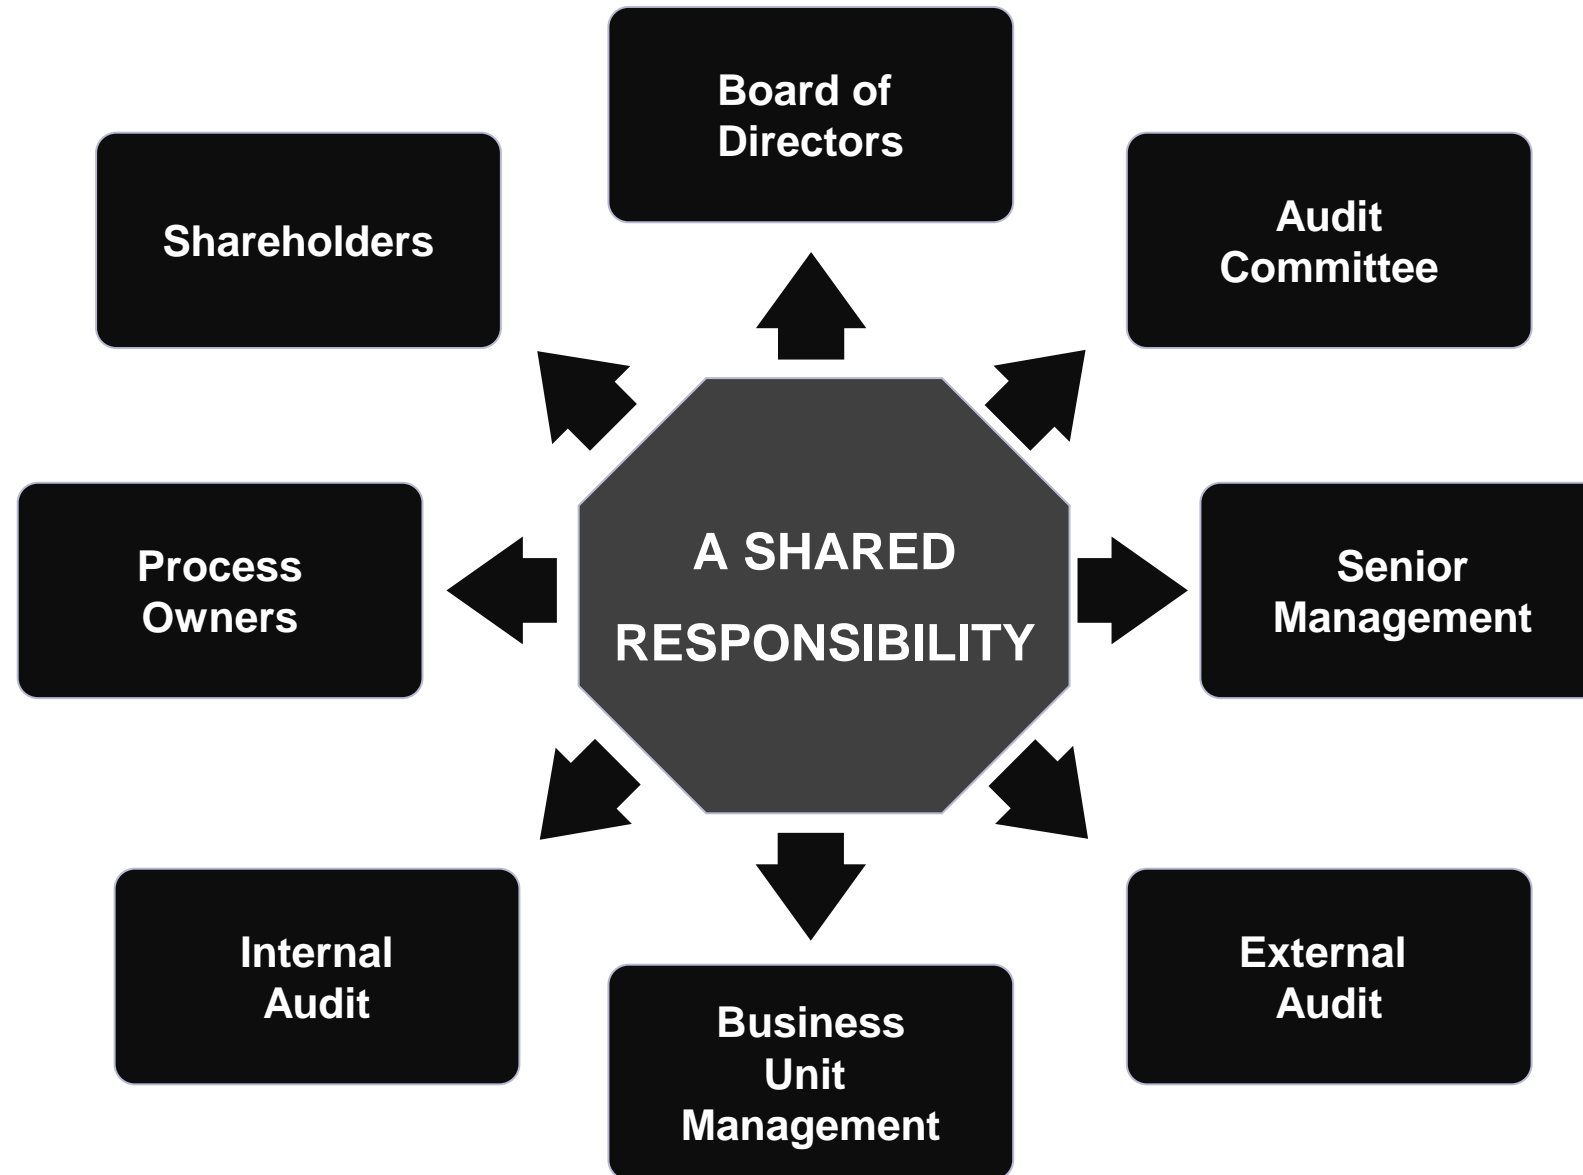 Board of
Directors
Shareholders
Audit
Committee
A SHARED
RESPONSIBILITY
Process
Owners
Senior
Management
Internal
Audit
External
Audit
Business
Unit
Management